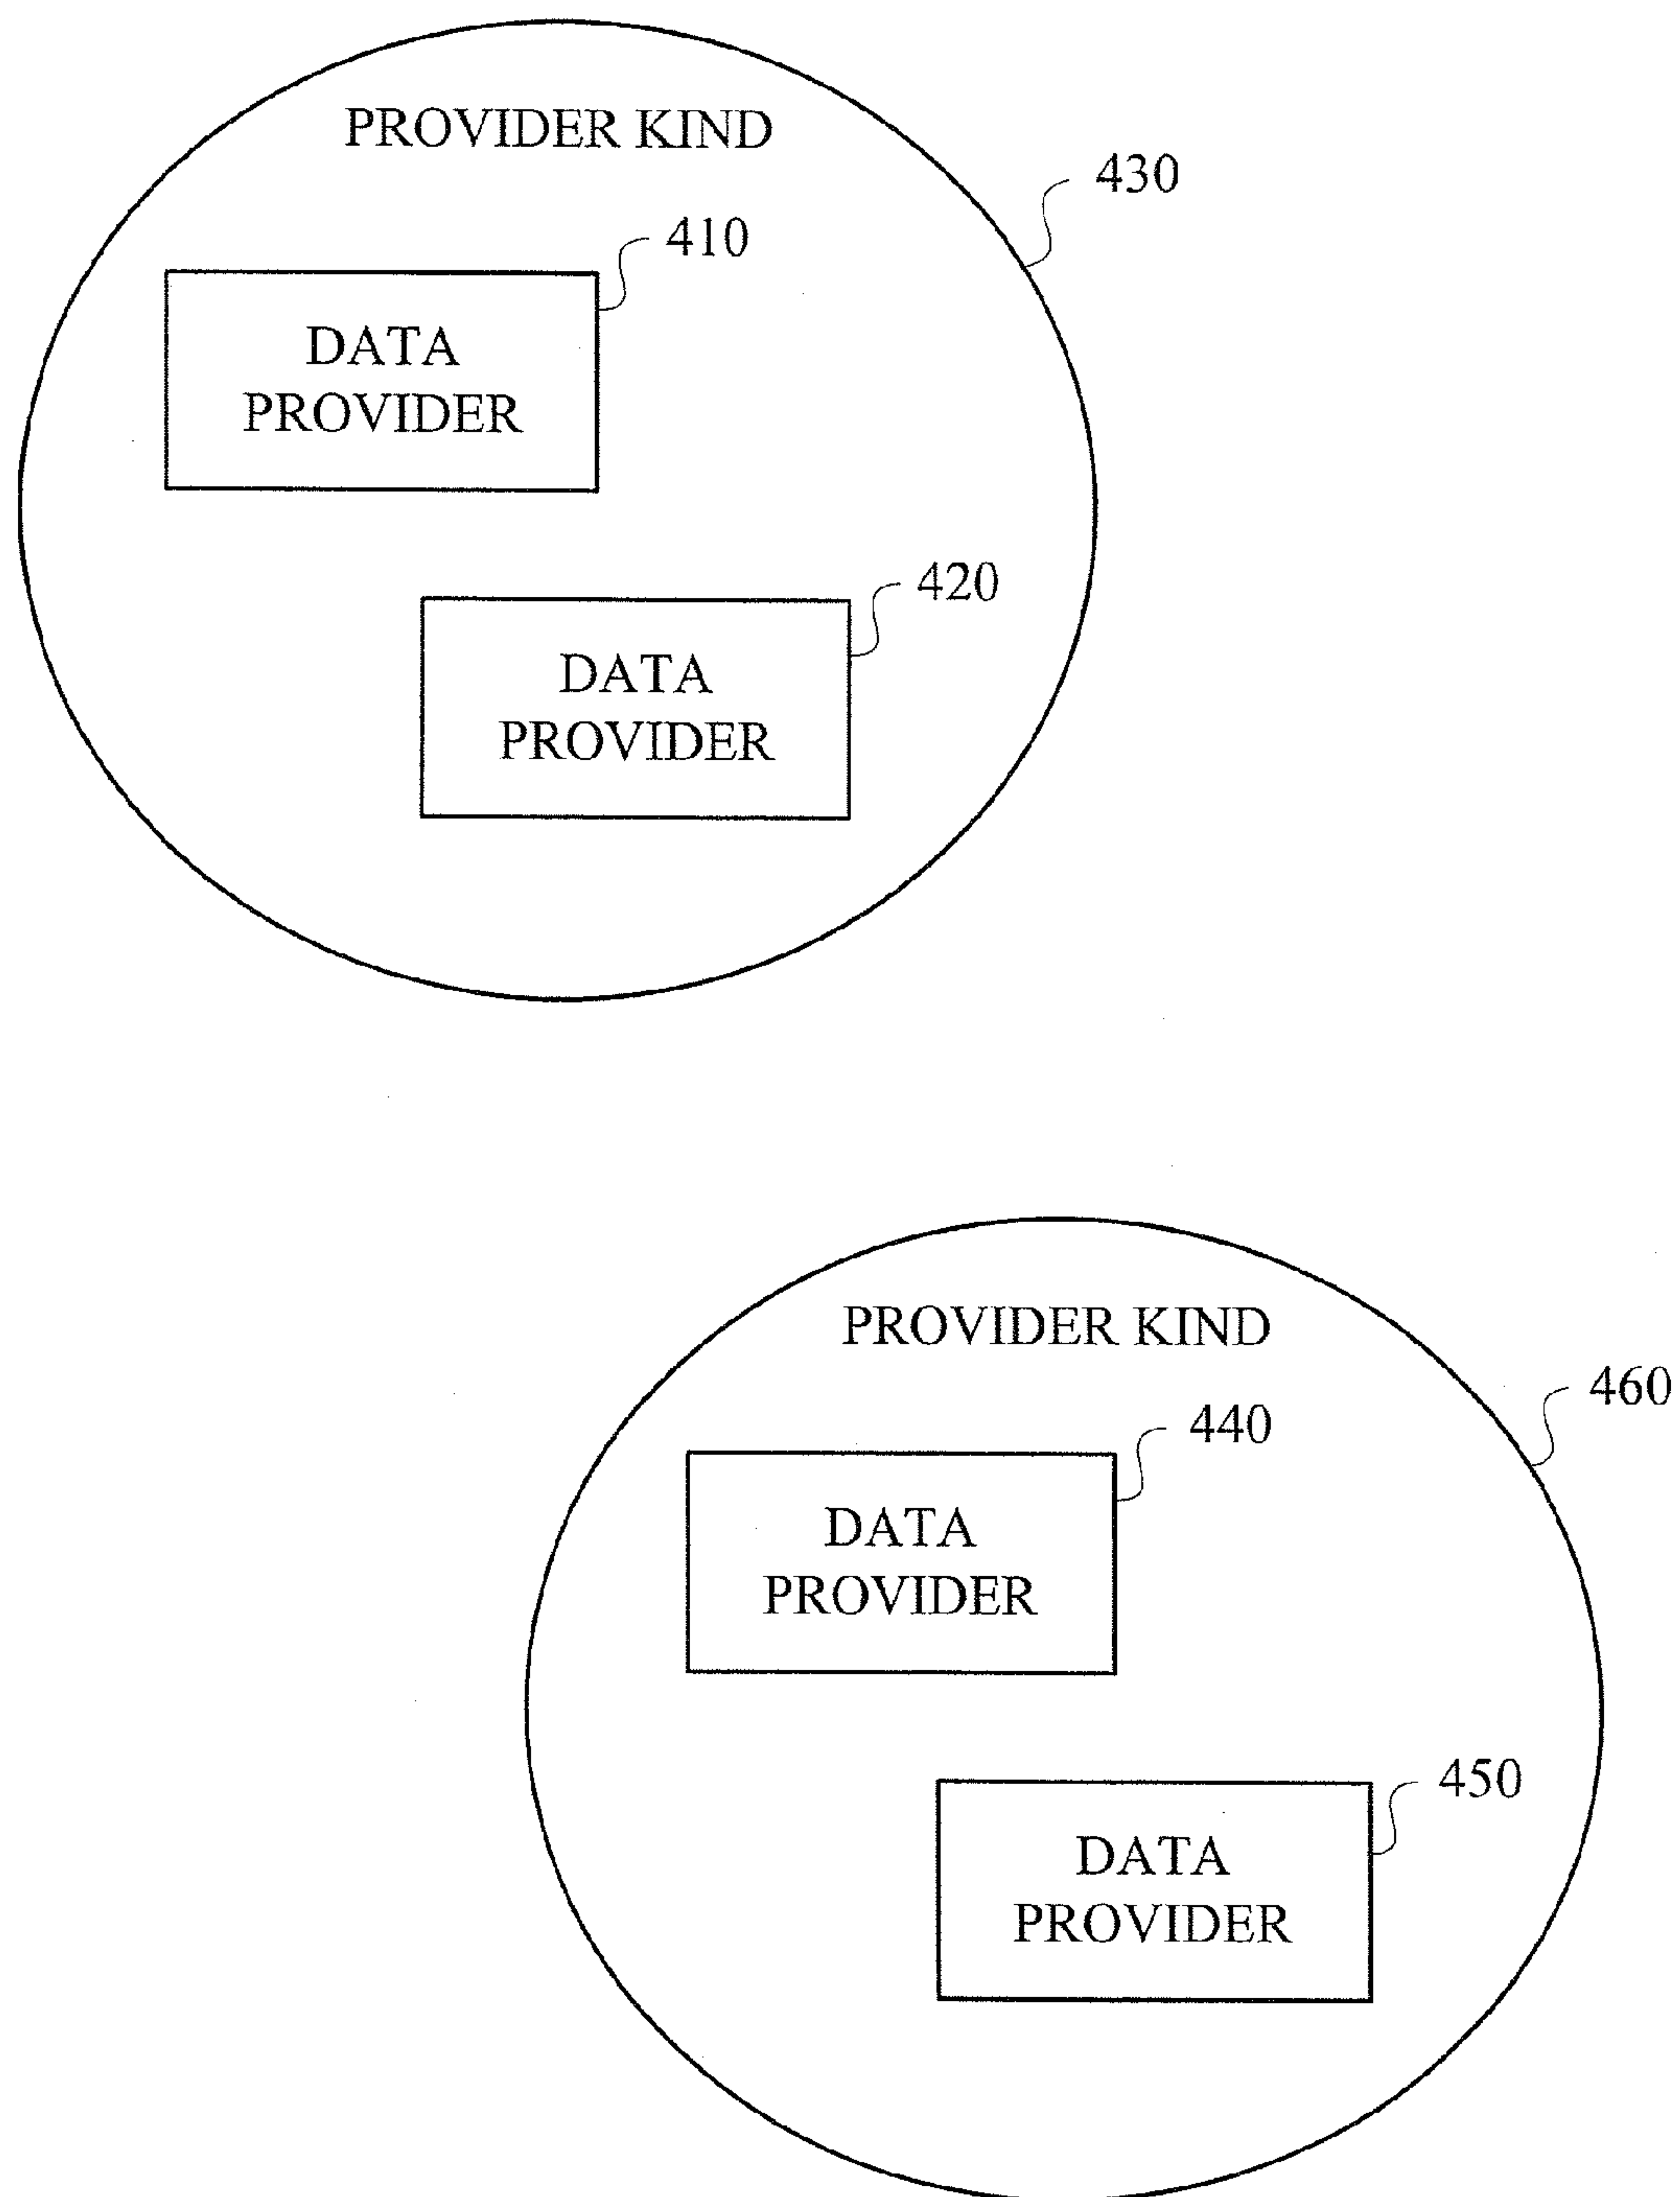 PROVIDER KIND
430
410
DATA
PROVIDER
420
DATA
PROVIDER
PROVIDER KIND
460
440
DATA
PROVIDER
450
DATA
PROVIDER